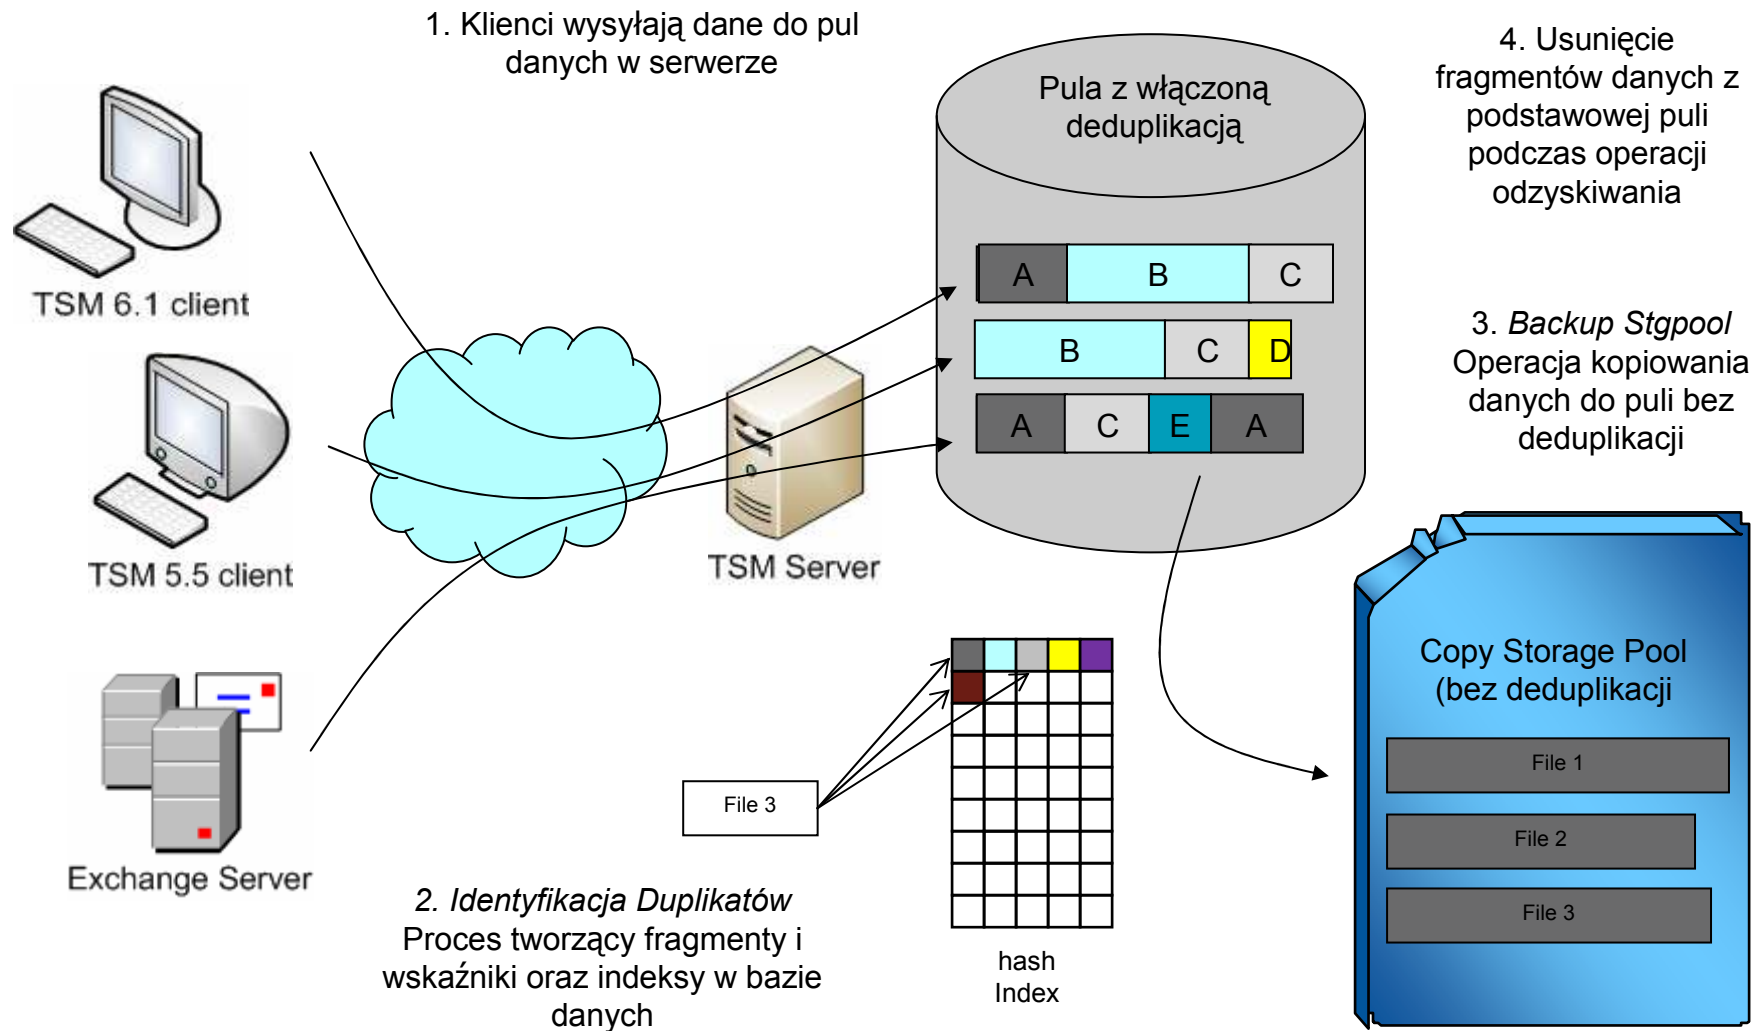 1. Klienci wysyłają dane do pul
danych w serwerze
TSM 6.1 client
TSM 5.5 client
Exchange Server
TSM Server
Pula z włączoną
deduplikacją
A B C
B C D
A C E A
4. Usunięcie
fragmentów danych z
podstawowej puli
podczas operacji
odzyskiwania
3. Backup Stgpool
Operacja kopiowania
danych do puli bez
deduplikacji
2. Identyfikacja Duplikatów
Proces tworzący fragmenty i
wskaźniki oraz indeksy w bazie
danych
File 3
hash
Index
Copy Storage Pool
(bez deduplikacji
File 1
File 2
File 3